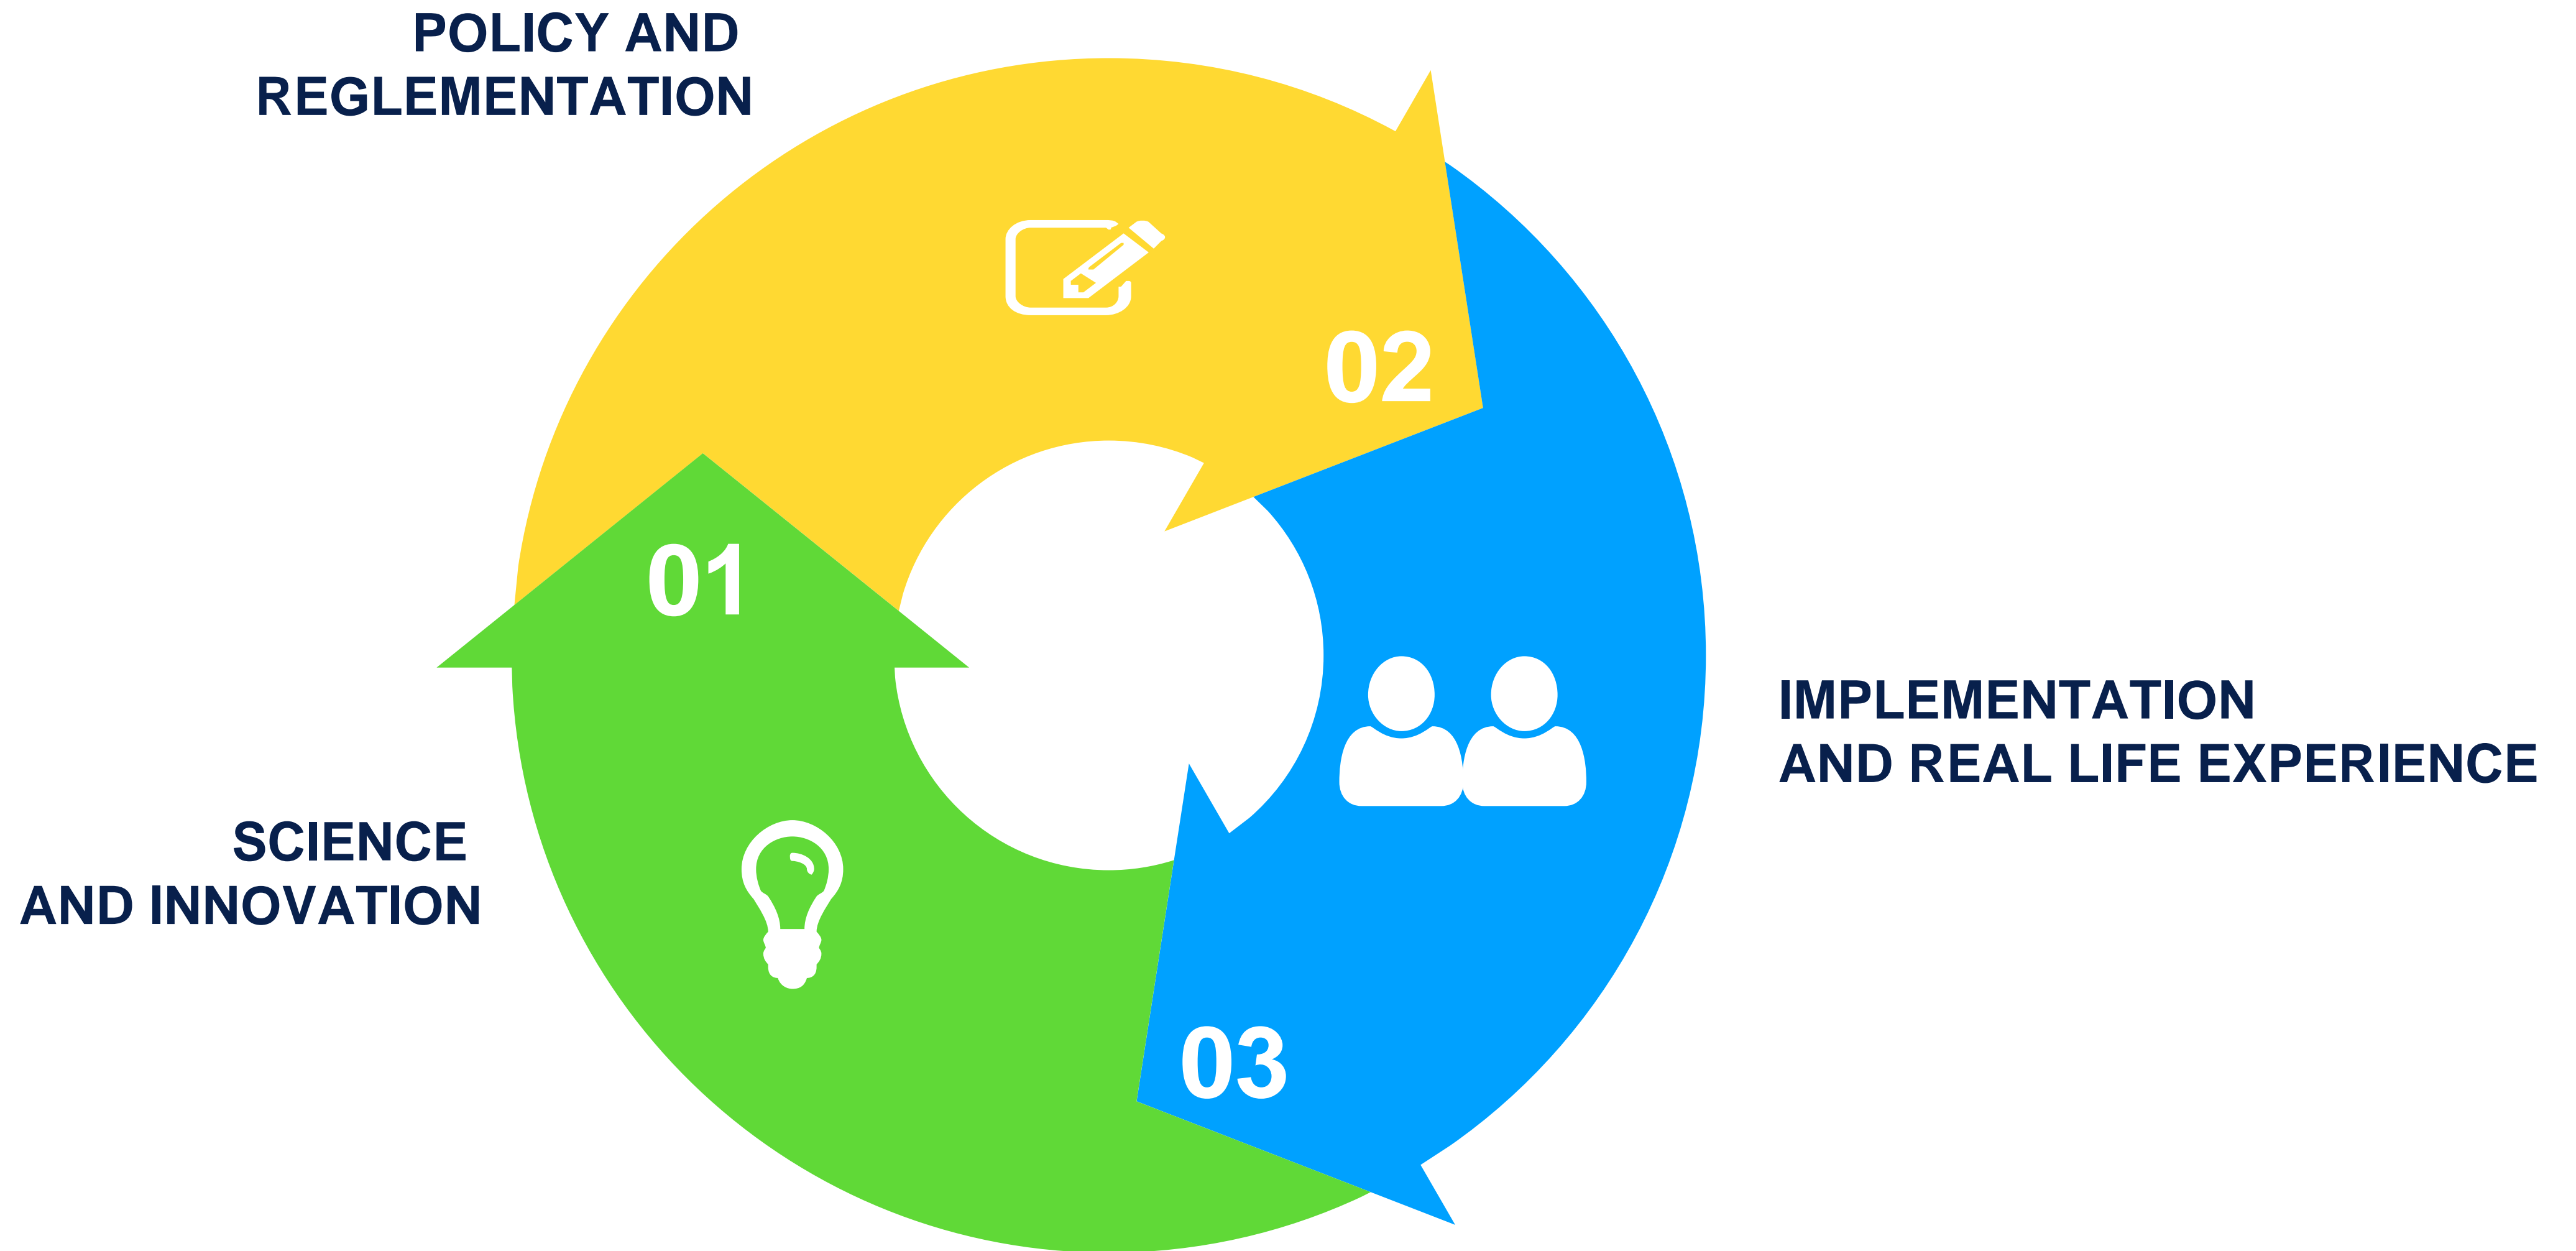 POLICY AND
REGLEMENTATION
02
01
IMPLEMENTATION
AND REAL LIFE EXPERIENCE
SCIENCE
AND INNOVATION
03